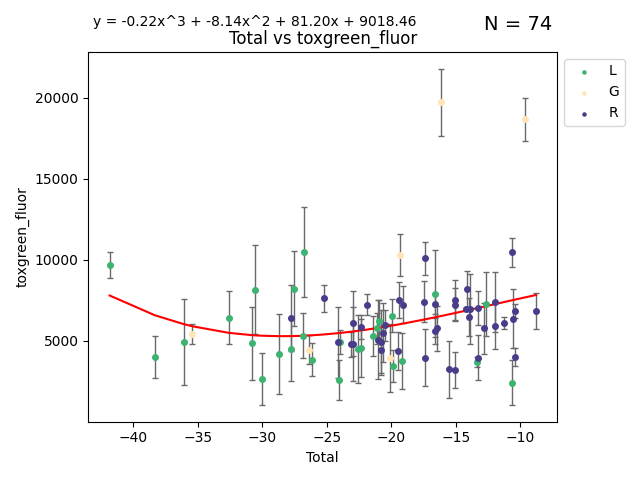 y = -0.22x^3 + -8.14x^2 + 81.20x + 9018.46
N = 74
Total vs toxgreen_fluor
L
G
R
toxgreen_fluor
20000
15000
10000
5000
−40
−35
−30
−25
−20
−15
−10
Total